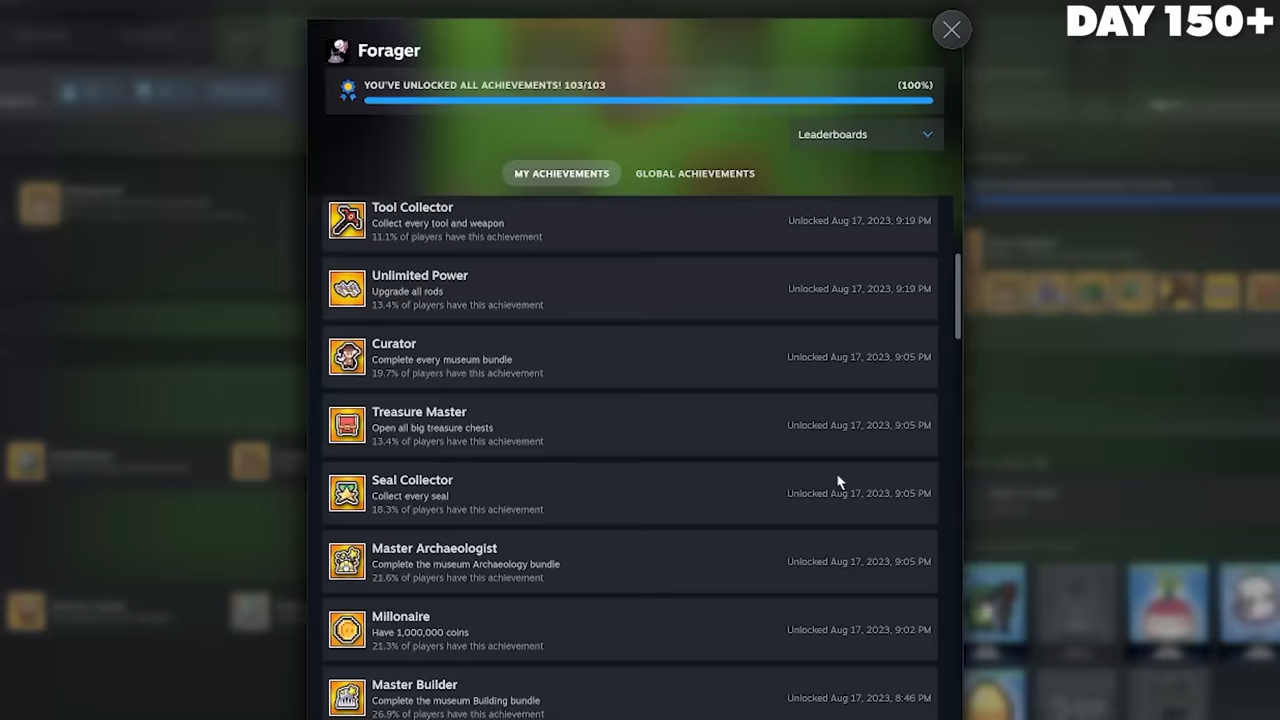 DAY 150+
Forager
YOU'VE UNLOCKED ALL ACHIEVEMENTS! 103/103 (100%)
Leaderboards
MY ACHIEVEMENTS GLOBAL ACHIEVEMENTS
Tool Collector
Collect every tool and weapon
11.1% of players have this achievement
Unlocked Aug 17, 2023, 9:19 PM
Unlimited Power
Upgrade all rods
13.4% of players have this achievement
Unlocked Aug 17, 2023, 9:19 PM
Curator
Complete every museum bundle
19.7% of players have this achievement
Unlocked Aug 17, 2023, 9:05 PM
Treasure Master
Open all big treasure chests
13.4% of players have this achievement
Unlocked Aug 17, 2023, 9:05 PM
Seal Collector
Collect every seal
18.3% of players have this achievement
Unlocked Aug 17, 2023, 9:05 PM
Master Archaeologist
Complete the museum Archaeology bundle
21.6% of players have this achievement
Unlocked Aug 17, 2023, 9:05 PM
Millonaire
Have 1,000,000 coins
21.3% of players have this achievement
Unlocked Aug 17, 2023, 9:02 PM
Master Builder
Complete the museum Building bundle
26.9% of players have this achievement
Unlocked Aug 17, 2023, 8:46 PM